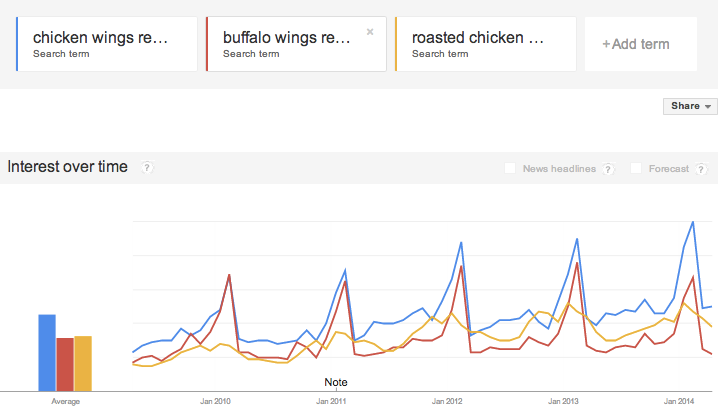 chicken wings re...
Search term
buffalo wings re...
×
Search term
roasted chicken ...
Search term
+Add term
Share
Interest over time
?
News headlines
?
Forecast
?
Note
Average
Jan 2010
Jan 2011
Jan 2012
Jan 2013
Jan 2014